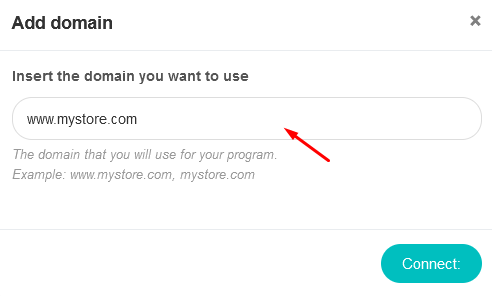 Add domain ×
Insert the domain you want to use
www.mystore.com
The domain that you will use for your program.
Example: www.mystore.com, mystore.com
Connect: